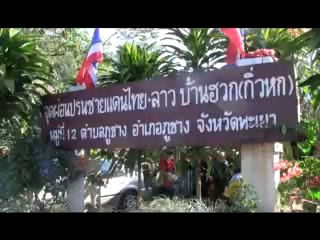 จุดผ่อนปรนชายแดนไทย-ลาว บ้านฮวก(กิ่วหก)
หมู่ที่ 12 ตำบลภูซาง อำเภอภูซาง จังหวัดพะเยา